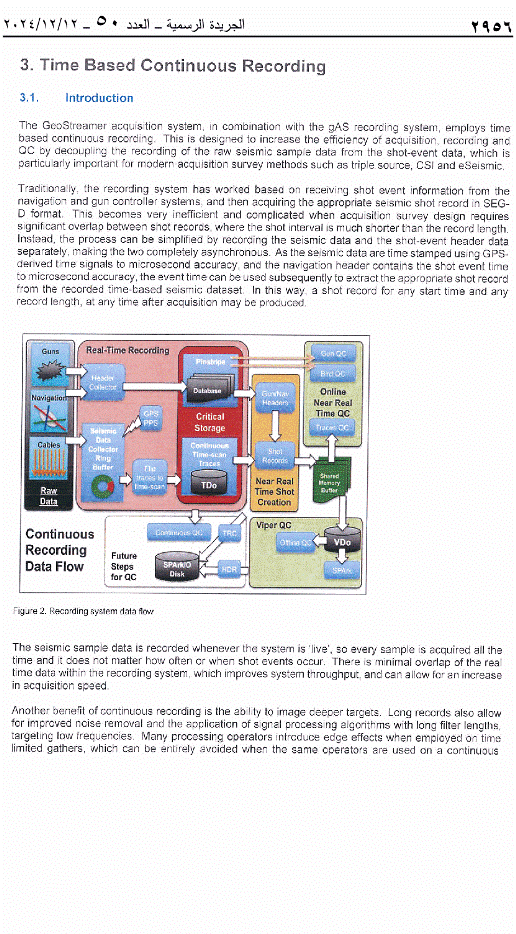 ٢٩٥٦
الجريدة الرسمية – العدد ٥٠ – ٢٠٢٤/١٢/١٢
3. Time Based Continuous Recording
3.1. Introduction
The GeoStreamer acquisition system, in combination with the gAS recording system, employs time
based continuous recording. This is designed to increase the efficiency of acquisition, recording and
QC by decoupling the recording of the raw seismic sample data from the shot-event data, which is
particularly important for modern acquisition survey methods such as triple source, CSI and eSeismic.
Traditionally, the recording system has worked based on receiving shot event information from the
navigation and gun controller systems, and then acquiring the appropriate seismic shot record in SEG-
D format. This becomes very inefficient and complicated when acquisition survey design requires
significant overlap between shot records, where the shot interval is much shorter than the record length.
Instead, the process can be simplified by recording the seismic data and the shot-event header data
separately, making the two completely asynchronous. As the seismic data are time stamped using GPS-
derived time signals to microsecond accuracy, and the navigation header contains the shot event time
to microsecond accuracy, the event time can be used subsequently to extract the appropriate shot record
from the recorded time-based seismic dataset. In this way, a shot record for any start time and any
record length, at any time after acquisition may be produced.
Guns
Navigation
Cables
Raw
Data
Real-Time Recording
Header
Collector
Seismic
Data
Collector
Ring
Buffer
GPS
PPS
Flip
traces to
time-scan
Pinstripe
Database
Critical
Storage
Continuous
Time-scan
Traces
TDo
Gun/Nav
Headers
Shot
Records
Near Real
Time Shot
Creation
Gun QC
Bird QC
Online
Near Real
Time QC
Traces QC
Shared
Memory
Buffer
Continuous
Recording
Data Flow
Continuous QC
TRC
Future
Steps
for QC
SPArk/O
Disk
HDR
Viper QC
Offline QC
VDo
SPArk
Figure 2. Recording system data flow
The seismic sample data is recorded whenever the system is 'live', so every sample is acquired all the
time and it does not matter how often or when shot events occur. There is minimal overlap of the real
time data within the recording system, which improves system throughput, and can allow for an increase
in acquisition speed.
Another benefit of continuous recording is the ability to image deeper targets. Long records also allow
for improved noise removal and the application of signal processing algorithms with long filter lengths,
targeting low frequencies. Many processing operators introduce edge effects when employed on time
limited gathers, which can be entirely avoided when the same operators are used on a continuous